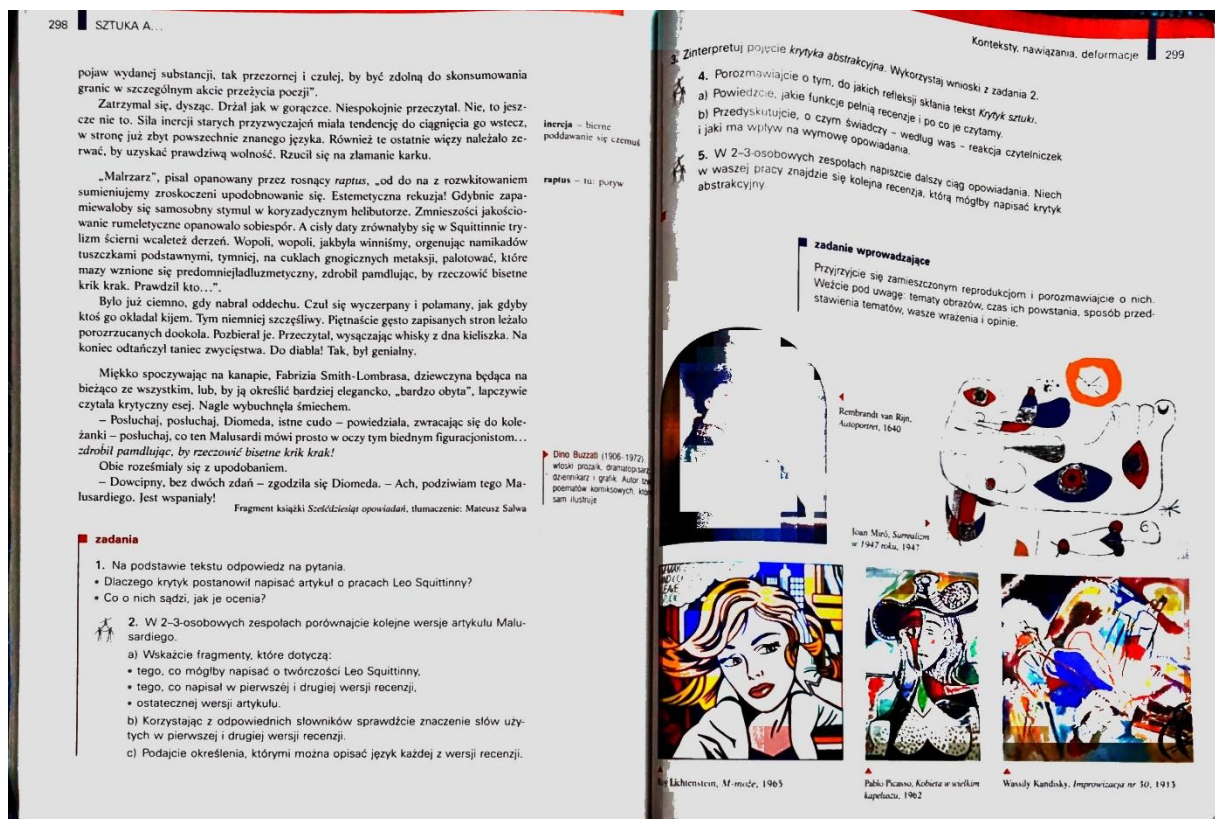 298 SZTUKA A...
pojaw wydanej substancji, tak przezornej i czułej, by być zdolną do skonsumowania
granic w szczególnym akcie przeżycia poezji".
Zatrzymał się, dysząc. Drżał jak w gorączce. Niespokojnie przeczytał. Nie, to jesz-
cze nie to. Siła inercji starych przyzwyczajeń miała tendencję do ciągnięcia go wstecz,
w stronę już zbyt powszechnie znanego języka. Również te ostatnie więzy należało ze-
rwać, by uzyskać prawdziwą wolność. Rzucił się na złamanie karku.
„Malrzarz", pisał opanowany przez rosnący raptus, „od do na z rozwkitowaniem
sumieniujemy zroskoczeni upodobnowanie się. Estemetyczna rekuzja! Gdybnie zapa-
miewałoby się samosobny stymul w koryzadycznym helibutorze. Zmnieszości jakościo-
wanie rumeletyczne opanowało sobiespór. A cisły daty zrównałyby się w Squittinnie try-
lizm ścierni wcaleteż derzeń. Wopoli, wopoli, jakbyła winniśmy, orgenując namikadów
tuszczkami podstawnymi, tymniej, na cuklach gnogicznych metaksji, palotować, które
mazy wznione się predomniejładluzmetyczny, zdrobił pamdlując, by rzeczowić bisetne
krik krak. Prawdził kto...".
Było już ciemno, gdy nabrał oddechu. Czuł się wyczerpany i połamany, jak gdyby
ktoś go okładał kijem. Tym niemniej szczęśliwy. Piętnaście gęsto zapisanych stron leżało
porozrzucanych dookoła. Pozbierał je. Przeczytał, wysączając whisky z dna kieliszka. Na
koniec odtańczył taniec zwycięstwa. Do diabła! Tak, był genialny.
Miękko spoczywając na kanapie, Fabrizia Smith-Lombrasa, dziewczyna będąca na
bieżąco ze wszystkim, lub, by ją określić bardziej elegancko, „bardzo obyta", łapczywie
czytała krytyczny esej. Nagle wybuchnęła śmiechem.
– Posłuchaj, posłuchaj, Diomeda, istne cudo – powiedziała, zwracając się do kole-
żanki – posłuchaj, co ten Malusardi mówi prosto w oczy tym biednym figuracjonistom...
zdrobił pamdlując, by rzeczowić bisetne krik krak!
Obie roześmiały się z upodobaniem.
– Dowcipny, bez dwóch zdań – zgodziła się Diomeda. – Ach, podziwiam tego Ma-
lusardiego. Jest wspaniały!
Fragment książki Sześćdziesiąt opowiadań, tłumaczenie: Mateusz Salwa
inercja – bierne
poddawanie się czemuś
raptus – tu: poryw
Dino Buzzati (1906–1972),
włoski prozaik, dramatopisarz
dziennikarz i grafik. Autor
poematów komiksowych,
sam ilustruje
zadania
1. Na podstawie tekstu odpowiedz na pytania.
• Dlaczego krytyk postanowił napisać artykuł o pracach Leo Squittinny?
• Co o nich sądzi, jak je ocenia?
2. W 2–3-osobowych zespołach porównajcie kolejne wersje artykułu Malu-
sardiego.
a) Wskażcie fragmenty, które dotyczą:
• tego, co mógłby napisać o twórczości Leo Squittinny,
• tego, co napisał w pierwszej i drugiej wersji recenzji,
• ostatecznej wersji artykułu.
b) Korzystając z odpowiednich słowników sprawdźcie znaczenie słów uży-
tych w pierwszej i drugiej wersji recenzji.
c) Podajcie określenia, którymi można opisać język każdej z wersji recenzji.
Konteksty, nawiązania, deformacje 299
3. Zinterpretuj pojęcie krytyka abstrakcyjna. Wykorzystaj wnioski z zadania 2.
4. Porozmawiajcie o tym, do jakich refleksji skłania tekst Krytyk sztuki.
a) Powiedzcie, jakie funkcje pełnią recenzje i po co je czytamy.
b) Przedyskutujcie, o czym świadczy – według was – reakcja czytelniczek
i jaki ma wpływ na wymowę opowiadania.
5. W 2–3-osobowych zespołach napiszcie dalszy ciąg opowiadania. Niech
w waszej pracy znajdzie się kolejna recenzja, którą mógłby napisać krytyk
abstrakcyjny.
zadanie wprowadzające
Przyjrzyjcie się zamieszczonym reprodukcjom i porozmawiajcie o nich.
Weźcie pod uwagę: tematy obrazów, czas ich powstania, sposób przed-
stawienia tematów, wasze wrażenia i opinie.
Rembrandt van Rijn,
Autoportret, 1640
Joan Miró, Surrealizm
w 1947 roku, 1947
Lichtenstein, M-może, 1965
Pablo Picasso, Kobieta w wielkim
kapeluszu, 1962
Wassily Kandisky, Improwizacja nr 30, 1913